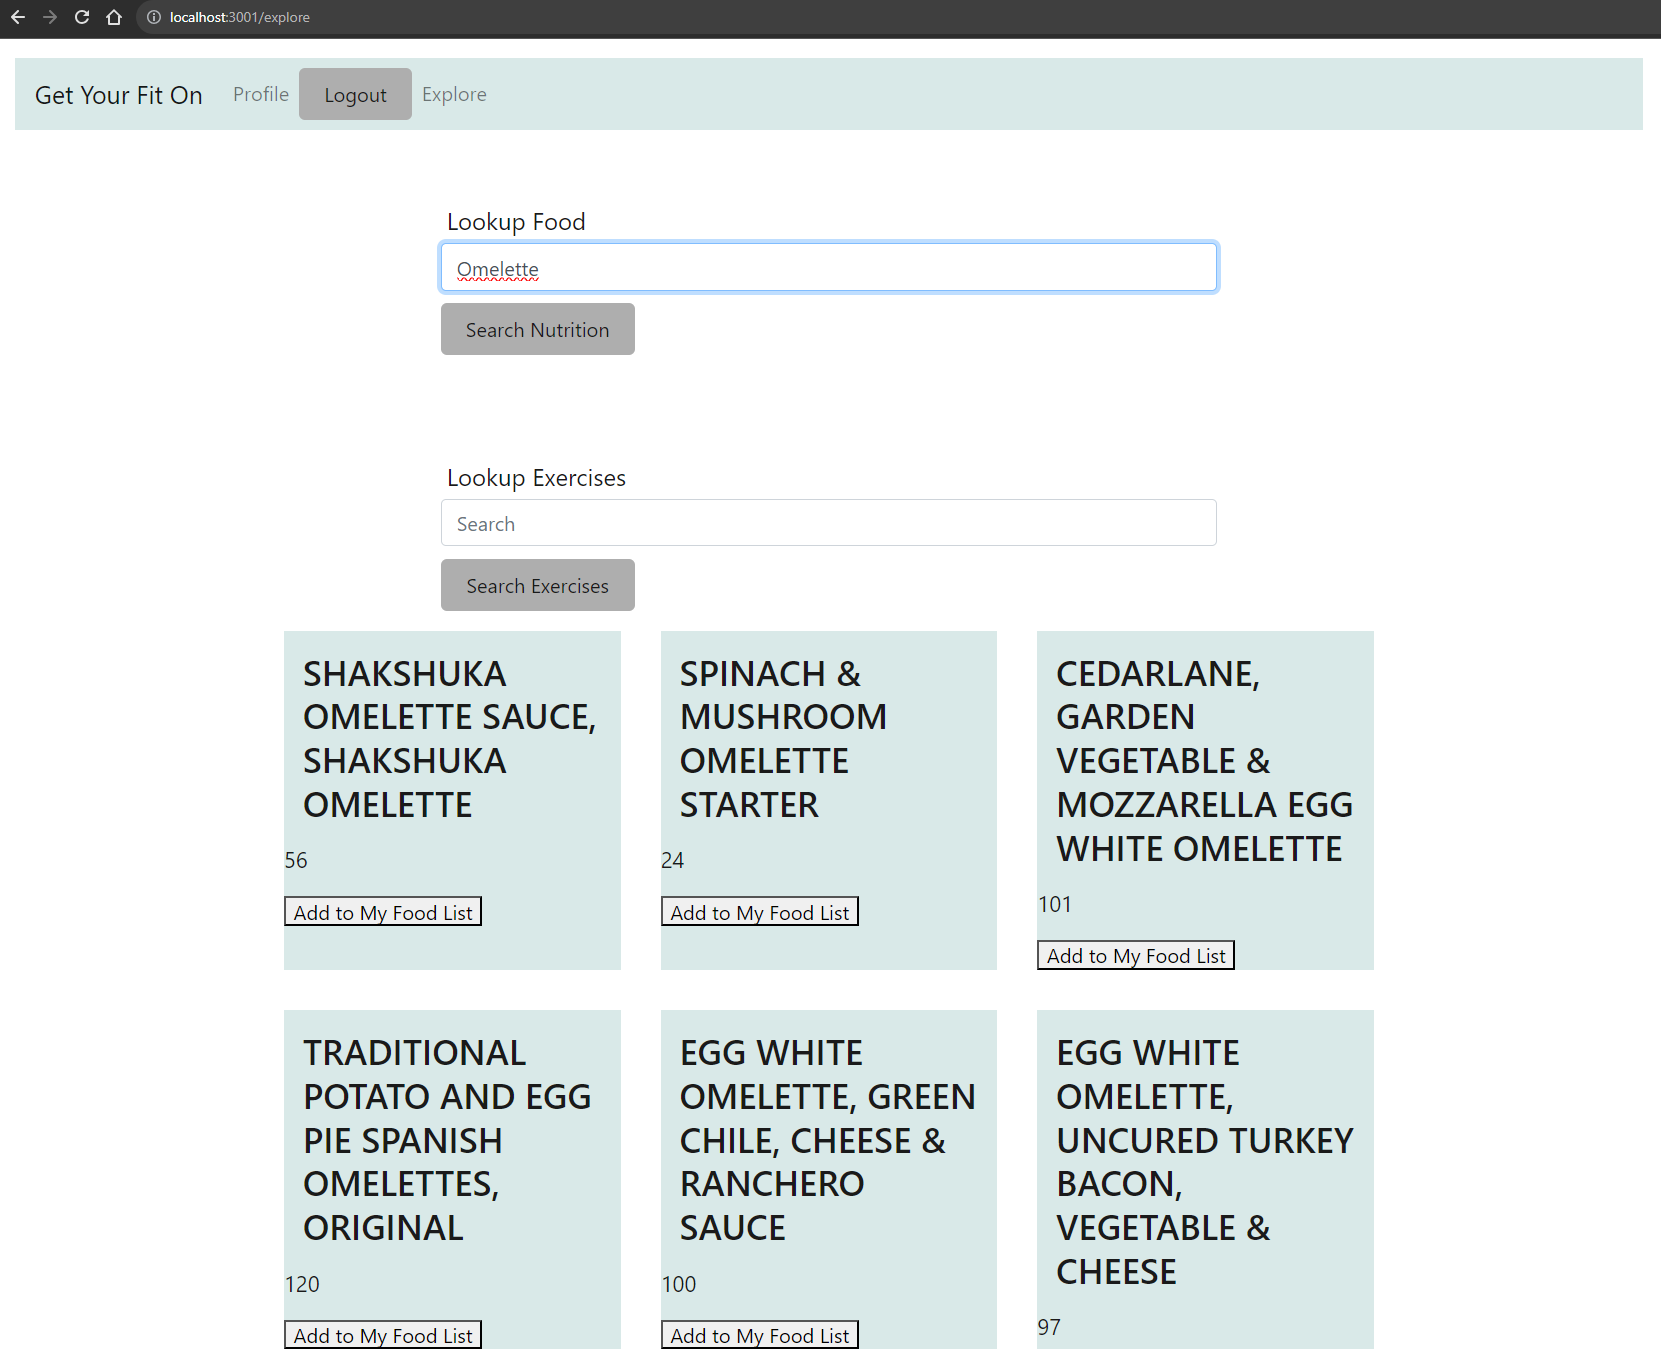 localhost:3001/explore
Get Your Fit On Profile Logout Explore
Lookup Food
Omelette
Search Nutrition
Lookup Exercises
Search
Search Exercises
SHAKSHUKA
OMELETTE SAUCE,
SHAKSHUKA
OMELETTE
56
Add to My Food List
SPINACH &
MUSHROOM
OMELETTE
STARTER
24
Add to My Food List
CEDARLANE,
GARDEN
VEGETABLE &
MOZZARELLA EGG
WHITE OMELETTE
101
Add to My Food List
TRADITIONAL
POTATO AND EGG
PIE SPANISH
OMELETTES,
ORIGINAL
120
Add to My Food List
EGG WHITE
OMELETTE, GREEN
CHILE, CHEESE &
RANCHERO
SAUCE
100
Add to My Food List
EGG WHITE
OMELETTE,
UNCURED TURKEY
BACON,
VEGETABLE &
CHEESE
97